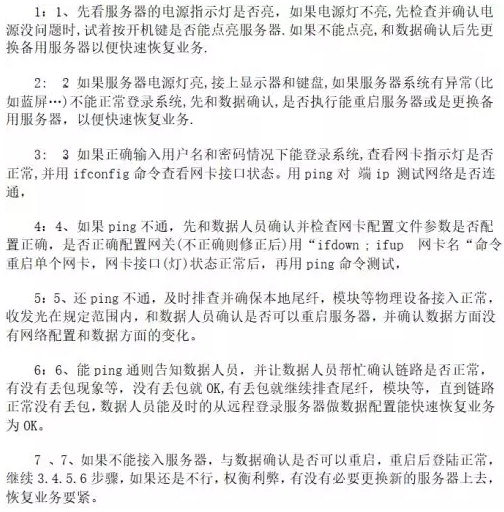 1: 1、先看服务器的电源指示灯是否亮，如果电源灯不亮,先检查并确认电
源没问题时,试着按开机键是否能点亮服务器.如果不能点亮,和数据确认后先更
换备用服务器以便快速恢复业务.
2: 2 如果服务器电源灯亮,接上显示器和键盘,如果服务器系统有异常(比
如蓝屏…)不能正常登录系统,先和数据确认,是否执行能重启服务器或是更换备
用服务器，以便快速恢复业务.
3: 3 如果正确输入用户名和密码情况下能登录系统,查看网卡指示灯是否
正常,并用 ifconfig 命令查看网卡接口状态。用 ping 对 端 ip 测试网络是否连
通，
4: 4、如果 ping 不通，先和数据人员确认并检查网卡配置文件参数是否配
置正确，是否正确配置网关(不正确则修正后)用“ifdown ; ifup 网卡名“命令
重启单个网卡，网卡接口(灯)状态正常后，再用 ping 命令测试，
5: 5、还 ping 不通，及时排查并确保本地尾纤，模块等物理设备接入正常，
收发光在规定范围内，和数据人员确认是否可以重启服务器，并确认数据方面没
有网络配置和数据方面的变化。
6: 6、能 ping 通则告知数据人员，并让数据人员帮忙确认链路是否正常，
有没有丢包现象等，没有丢包就 OK,有丢包就继续排查尾纤，模块等，直到链路
正常没有丢包,数据人员能及时的从远程登录服务器做数据配置能快速恢复业务
为 OK。
7 、7、如果不能接入服务器，与数据确认是否可以重启，重启后登陆正常，
继续 3.4.5.6 步骤,如果还是不行,权衡利弊,有没有必要更换新的服务器上去，
恢复业务要紧。